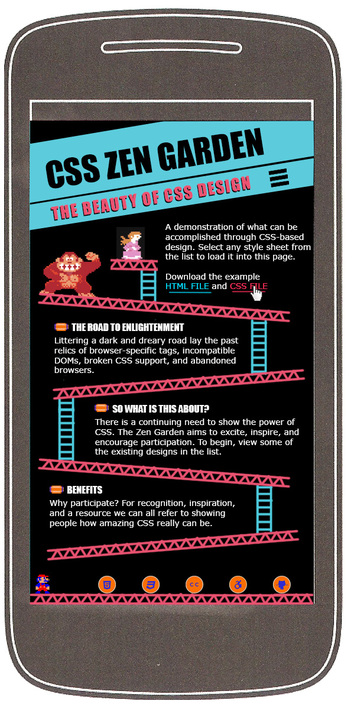 CSS ZEN GARDEN
THE BEAUTY OF CSS DESIGN
A demonstration of what can be
accomplished through CSS-based
design. Select any style sheet from
the list to load it into this page.
Download the example
HTML FILE and CSS FILE
THE ROAD TO ENLIGHTENMENT
Littering a dark and dreary road lay the past
relics of browser-specific tags, incompatible
DOMs, broken CSS support, and abandoned
browsers.
SO WHAT IS THIS ABOUT?
There is a continuing need to show the power of
CSS. The Zen Garden aims to excite, inspire, and
encourage participation. To begin, view some of
the existing designs in the list.
BENEFITS
Why participate? For recognition, inspiration,
and a resource we can all refer to showing
people how amazing CSS really can be.
CC